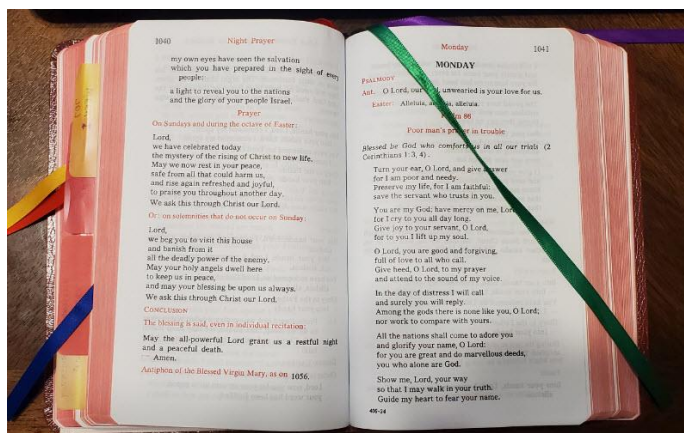 1040
Night Prayer
my own eyes have seen the salvation
which you have prepared in the sight of every
people:
a light to reveal you to the nations
and the glory of your people Israel.
Prayer
On Sundays and during the octave of Easter:
Lord,
we have celebrated today
the mystery of the rising of Christ to new life.
May we now rest in your peace,
safe from all that could harm us,
and rise again refreshed and joyful,
to praise you throughout another day.
We ask this through Christ our Lord.
Or: on solemnities that do not occur on Sunday:
Lord,
we beg you to visit this house
and banish from it
all the deadly power of the enemy.
May your holy angels dwell here
to keep us in peace,
and may your blessing be upon us always.
We ask this through Christ our Lord.
CONCLUSION
The blessing is said, even in individual recitation:
May the all-powerful Lord grant us a restful night
and a peaceful death.
Amen.
Antiphon of the Blessed Virgin Mary, as on 1056.
Monday
1041
MONDAY
PSALMODY
Ant. O Lord, our unwearied is your love for us.
Easter: Alleluia, alleluia.
86
Poor man's prayer in trouble
Blessed be God who comforts us in all our trials (2
Corinthians 1:3, 4).
Turn your ear, O Lord, and give answer
for I am poor and needy.
Preserve my life, for I am faithful:
save the servant who trusts in you.
You are my God; have mercy on me, Lord
for I cry to you all day long.
Give joy to your servant, O Lord,
for to you I lift up my soul.
O Lord, you are good and forgiving,
full of love to all who call.
Give heed, O Lord, to my prayer
and attend to the sound of my voice.
In the day of distress I will call
and surely you will reply.
Among the gods there is none like you, O Lord;
nor work to compare with yours.
All the nations shall come to adore you
and glorify your name, O Lord:
for you are great and do marvellous deeds,
you who alone are God.
Show me, Lord, your way
so that I may walk in your truth.
Guide my heart to fear your name.
406-34